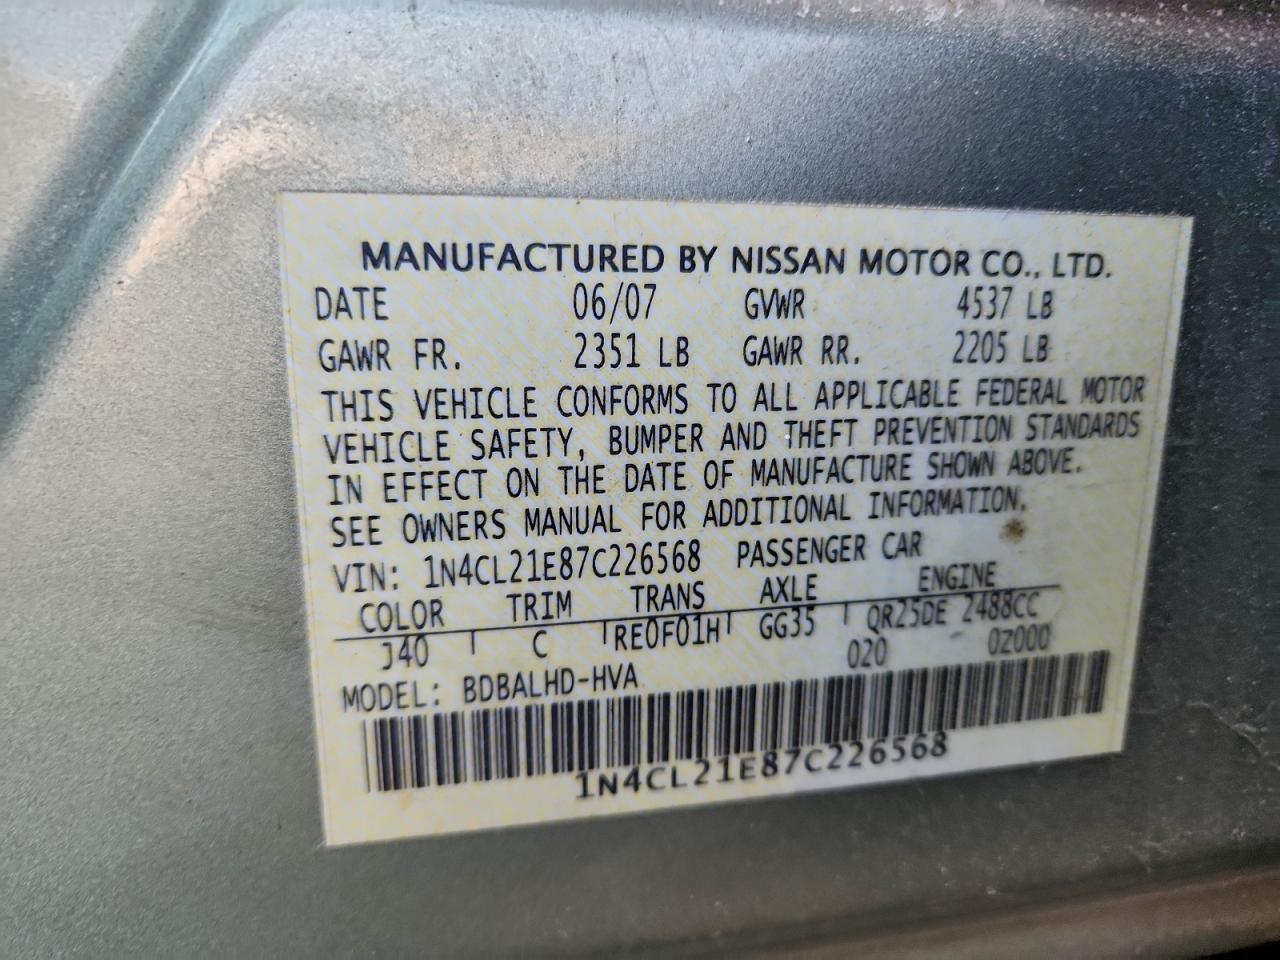 MANUFACTURED BY NISSAN MOTOR CO., LTD.
DATE 06/07 GVWR 4537 LB
GAWR FR. 2351 LB GAWR RR. 2205 LB
THIS VEHICLE CONFORMS TO ALL APPLICABLE FEDERAL MOTOR
VEHICLE SAFETY, BUMPER AND THEFT PREVENTION STANDARDS
IN EFFECT ON THE DATE OF MANUFACTURE SHOWN ABOVE.
SEE OWNERS MANUAL FOR ADDITIONAL INFORMATION.
VIN: 1N4CL21E87C226568 PASSENGER CAR
COLOR TRIM TRANS AXLE ENGINE
J40 C RE0F01H GG35 QR25DE 2488CC
020 0Z000
MODEL: BDBALHD-HVA
1N4CL21E87C226568